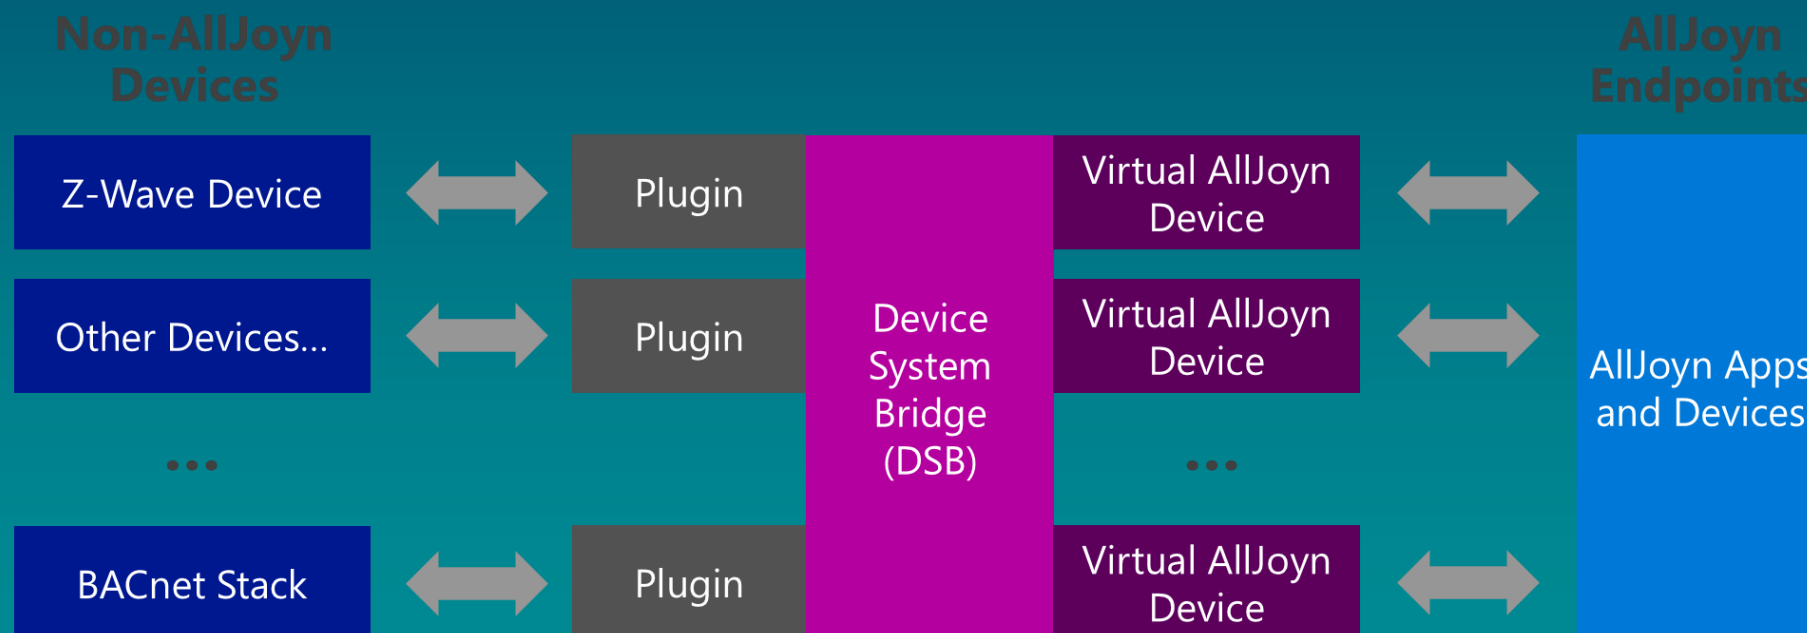 Non-AllJoyn
Devices
AllJoyn
Endpoints
Z-Wave Device
Plugin
Virtual AllJoyn
Device
Other Devices...
Plugin
Device
System
Bridge
(DSB)
Virtual AllJoyn
Device
AllJoyn Apps
and Devices
...
...
BACnet Stack
Plugin
Virtual AllJoyn
Device